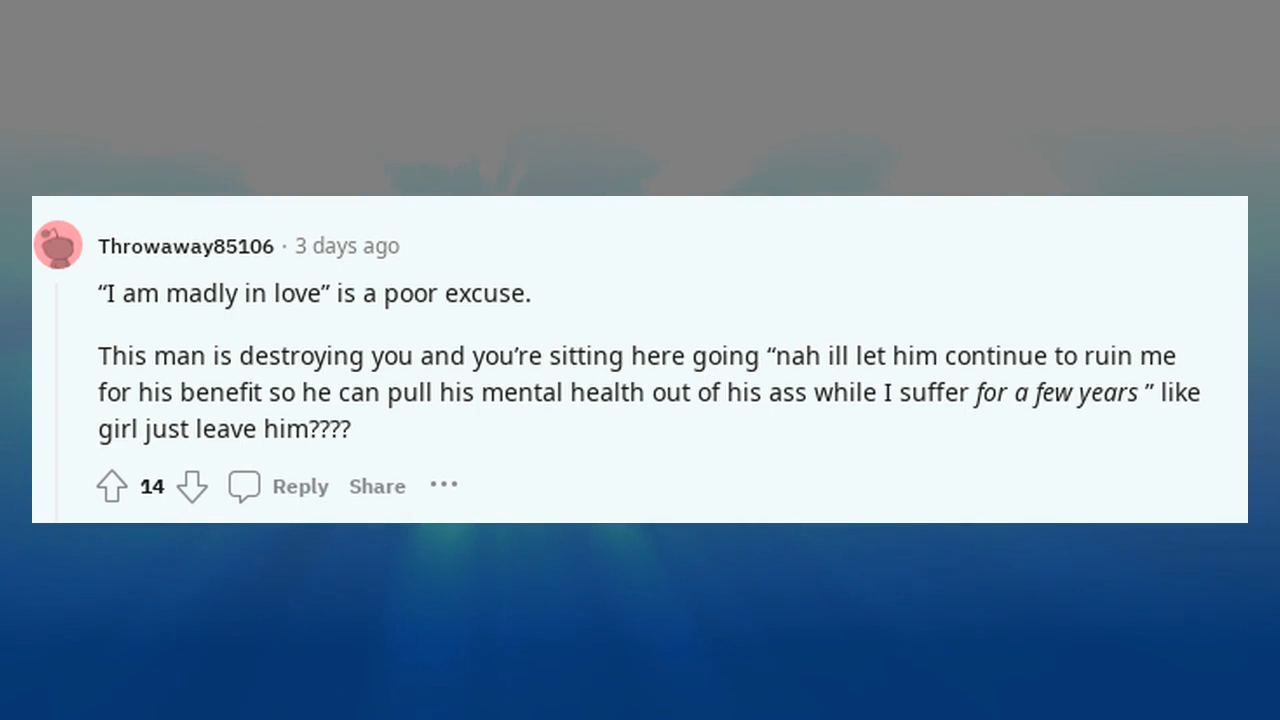 Throwaway85106 · 3 days ago
“I am madly in love” is a poor excuse.
This man is destroying you and you’re sitting here going “nah ill let him continue to ruin me
for his benefit so he can pull his mental health out of his ass while I suffer for a few years ” like
girl just leave him????
14 Reply Share ···